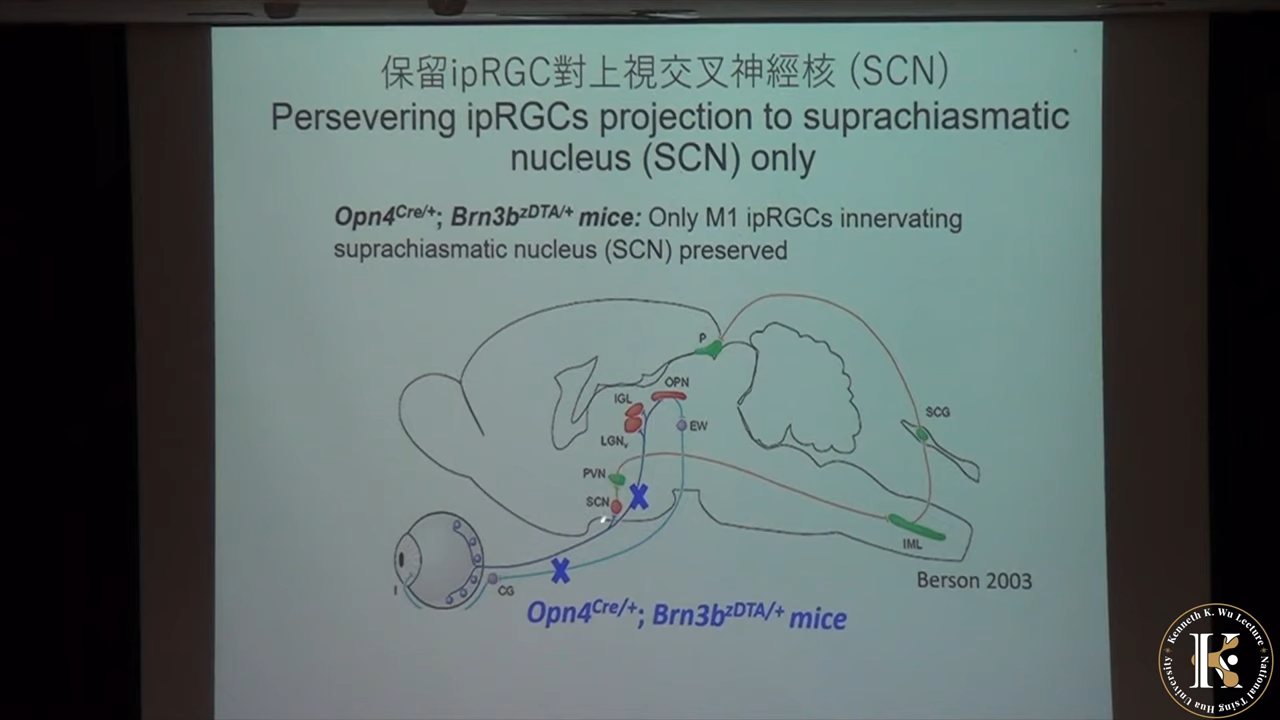 保留ipRGC對上視交叉神經核 (SCN)
Persevering ipRGCs projection to suprachiasmatic
nucleus (SCN) only
Opn4Cre/+; Brn3bzDTA/+ mice: Only M1 ipRGCs innervating
suprachiasmatic nucleus (SCN) preserved
P
OPN
IGL
SCG
EW
LGNv
PVN
SCN
IML
I
CG
Berson 2003
Opn4Cre/+; Brn3bzDTA/+ mice
Kenneth K. Wu Lecture
National Tsing Hua University
K